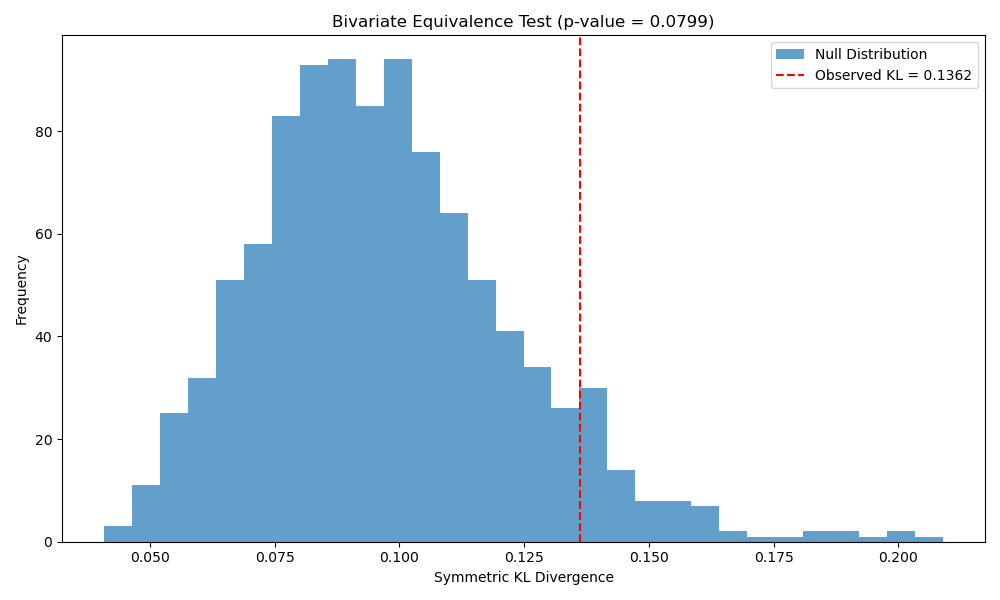 Bivariate Equivalence Test (p-value = 0.0799)
Null Distribution
Observed KL = 0.1362
Frequency
80
60
40
20
0
0.050 0.075 0.100 0.125 0.150 0.175 0.200
Symmetric KL Divergence